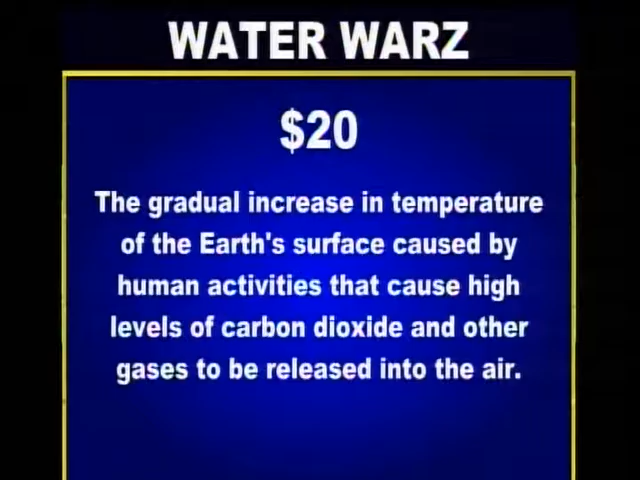 WATER WARZ
$20
The gradual increase in temperature
of the Earth's surface caused by
human activities that cause high
levels of carbon dioxide and other
gases to be released into the air.